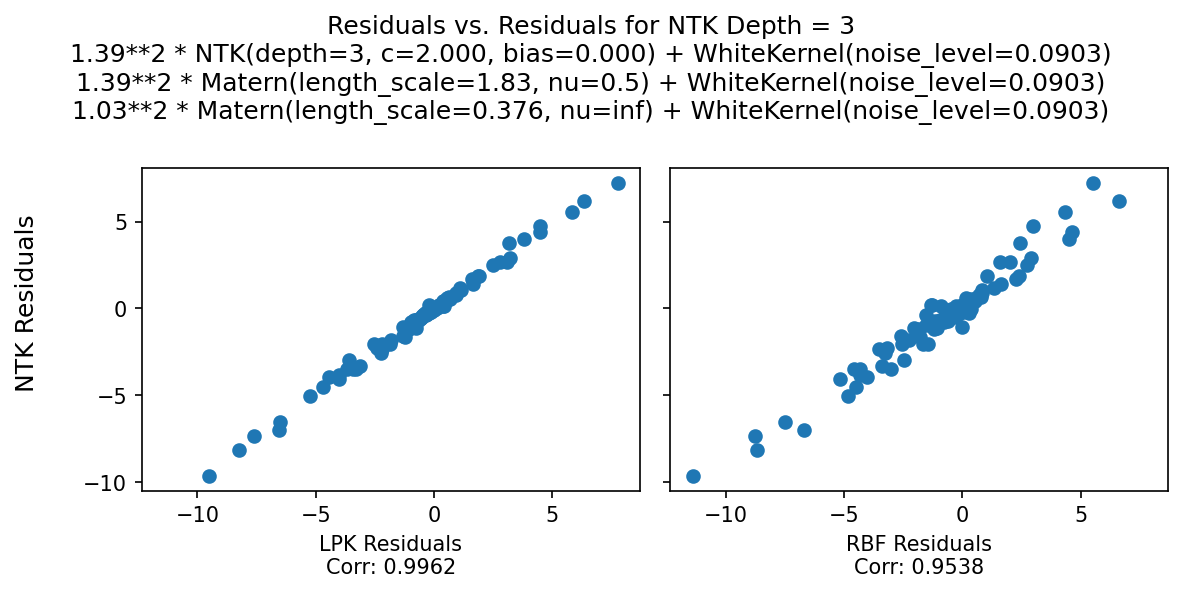 Residuals vs. Residuals for NTK Depth = 3
1.39**2 * NTK(depth=3, c=2.000, bias=0.000) + WhiteKernel(noise_level=0.0903)
1.39**2 * Matern(length_scale=1.83, nu=0.5) + WhiteKernel(noise_level=0.0903)
1.03**2 * Matern(length_scale=0.376, nu=inf) + WhiteKernel(noise_level=0.0903)
NTK Residuals
5
0
−5
−10
−10 −5 0 5
LPK Residuals
Corr: 0.9962
−10 −5 0 5
RBF Residuals
Corr: 0.9538